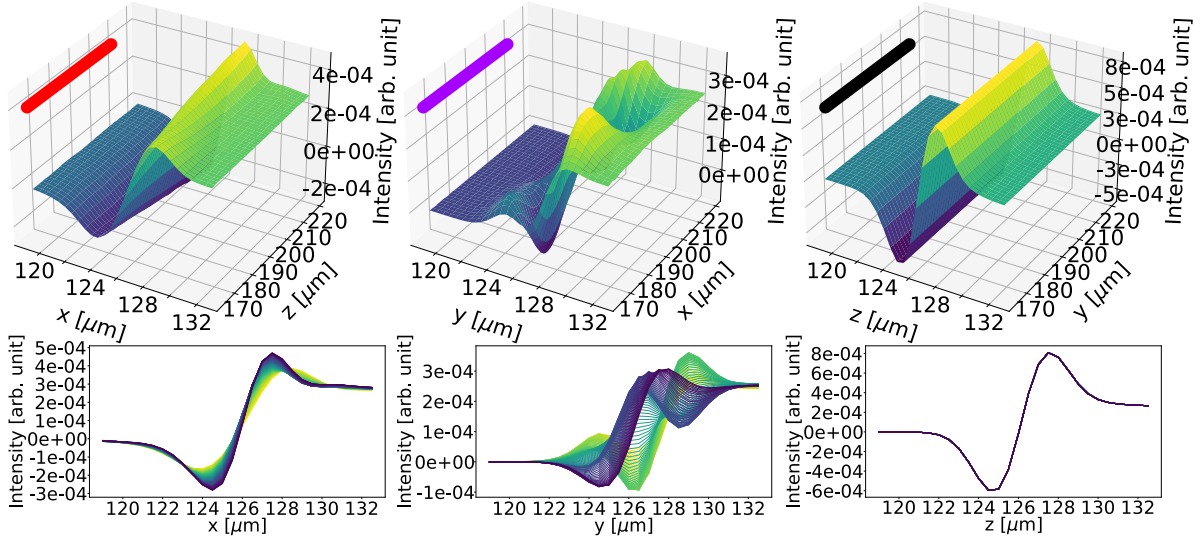 4e-04
2e-04
0e+00
-2e-04
Intensity [arb. unit]
120
124
128
132
x [μm]
170
180
190
200
210
220
z [μm]
3e-04
2e-04
1e-04
0e+00
Intensity [arb. unit]
120
124
128
132
y [μm]
170
180
190
200
210
220
x [μm]
8e-04
5e-04
3e-04
0e+00
-3e-04
-5e-04
Intensity [arb. unit]
120
124
128
132
z [μm]
170
180
190
200
210
220
y [μm]
Intensity [arb. unit]
5e-04
4e-04
3e-04
2e-04
1e-04
0e+00
-1e-04
-2e-04
-3e-04
120 122 124 126 128 130 132
x [μm]
Intensity [arb. unit]
3e-04
2e-04
1e-04
0e+00
-1e-04
120 122 124 126 128 130 132
y [μm]
Intensity [arb. unit]
8e-04
6e-04
4e-04
2e-04
0e+00
-2e-04
-4e-04
-6e-04
120 122 124 126 128 130 132
z [μm]